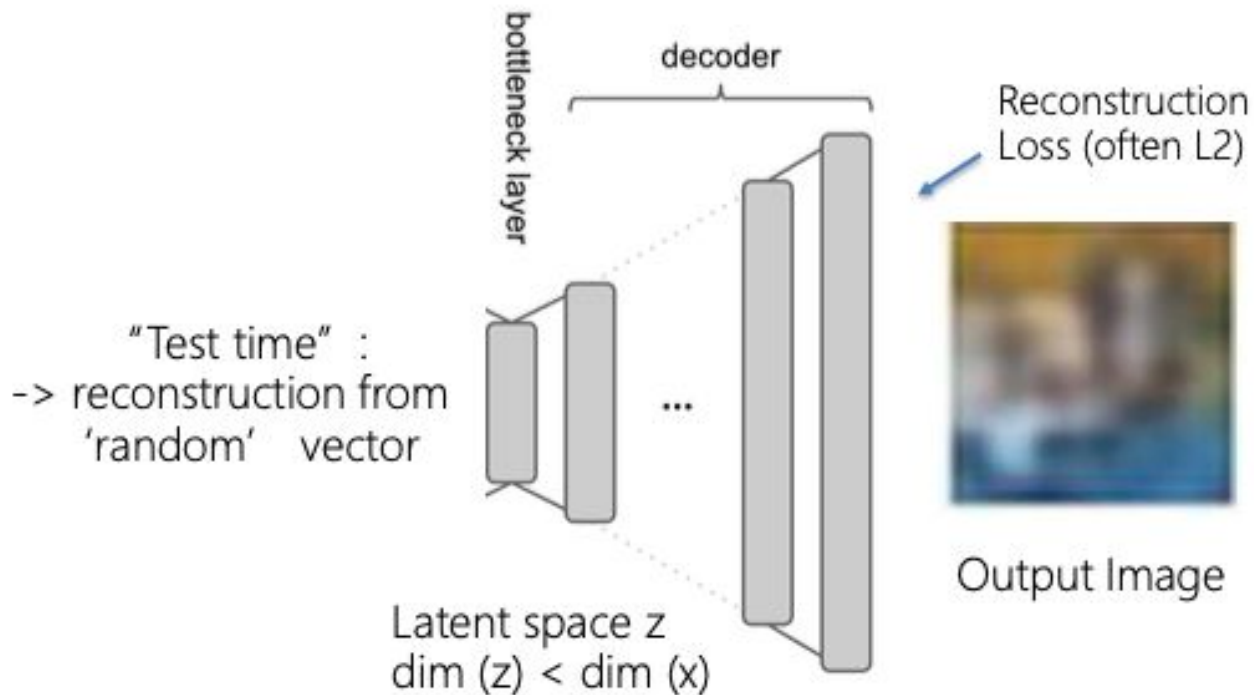 bottleneck layer
decoder
Reconstruction
Loss (often L2)
"Test time" :
-> reconstruction from
'random' vector
...
Output Image
Latent space z
dim (z) < dim (x)